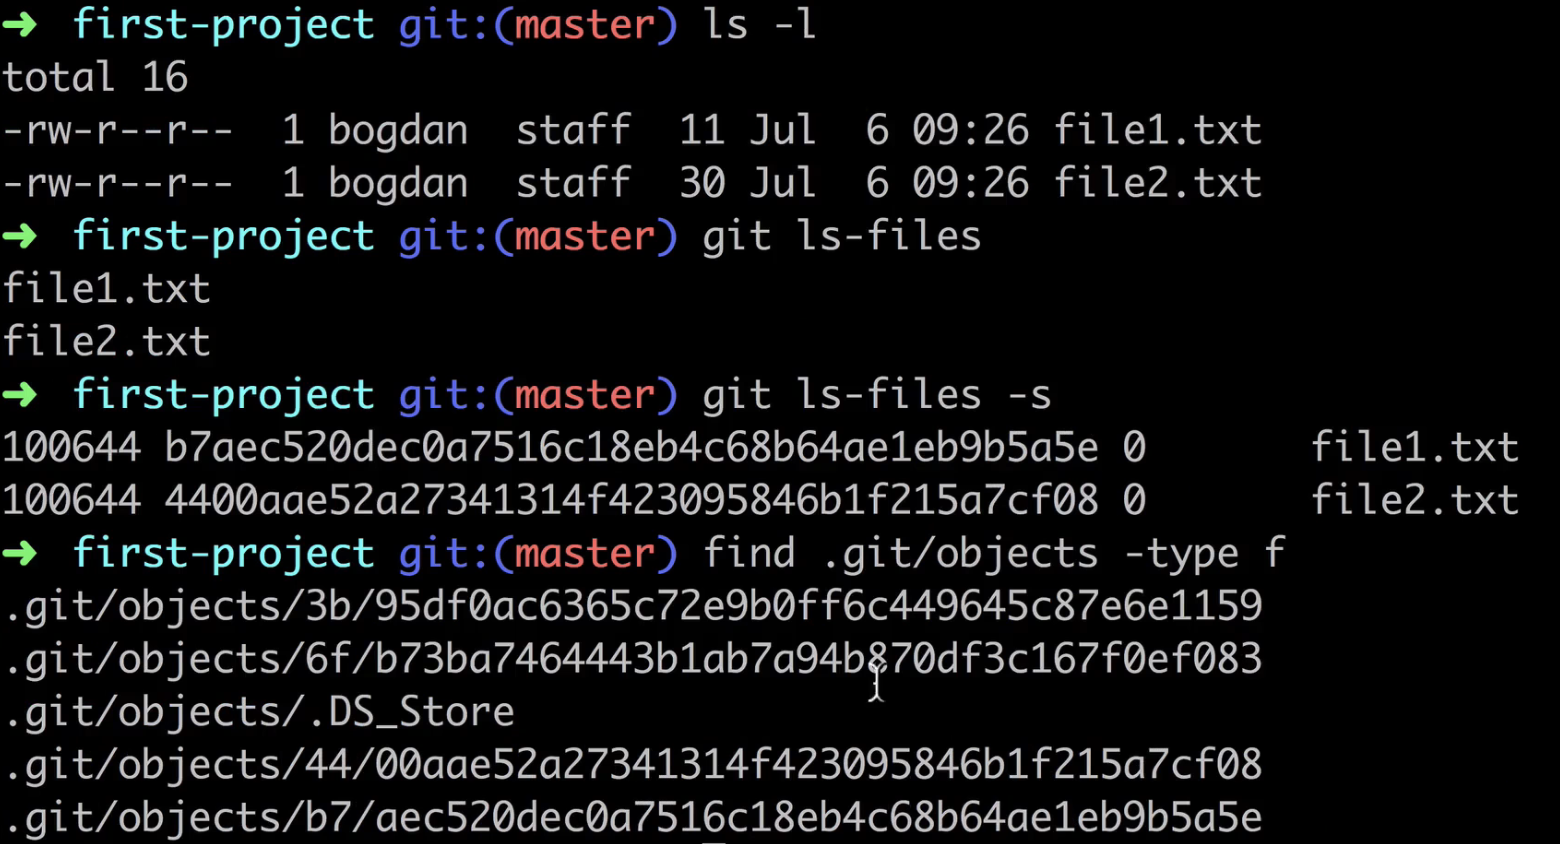 ➜  first-project git:(master) ls -l
total 16
-rw-r--r--  1 bogdan  staff  11 Jul  6 09:26 file1.txt
-rw-r--r--  1 bogdan  staff  30 Jul  6 09:26 file2.txt
➜  first-project git:(master) git ls-files
file1.txt
file2.txt
➜  first-project git:(master) git ls-files -s
100644 b7aec520dec0a7516c18eb4c68b64ae1eb9b5a5e 0       file1.txt
100644 4400aae52a27341314f423095846b1f215a7cf08 0       file2.txt
➜  first-project git:(master) find .git/objects -type f
.git/objects/3b/95df0ac6365c72e9b0ff6c449645c87e6e1159
.git/objects/6f/b73ba7464443b1ab7a94b870df3c167f0ef083
.git/objects/.DS_Store
.git/objects/44/00aae52a27341314f423095846b1f215a7cf08
.git/objects/b7/aec520dec0a7516c18eb4c68b64ae1eb9b5a5e